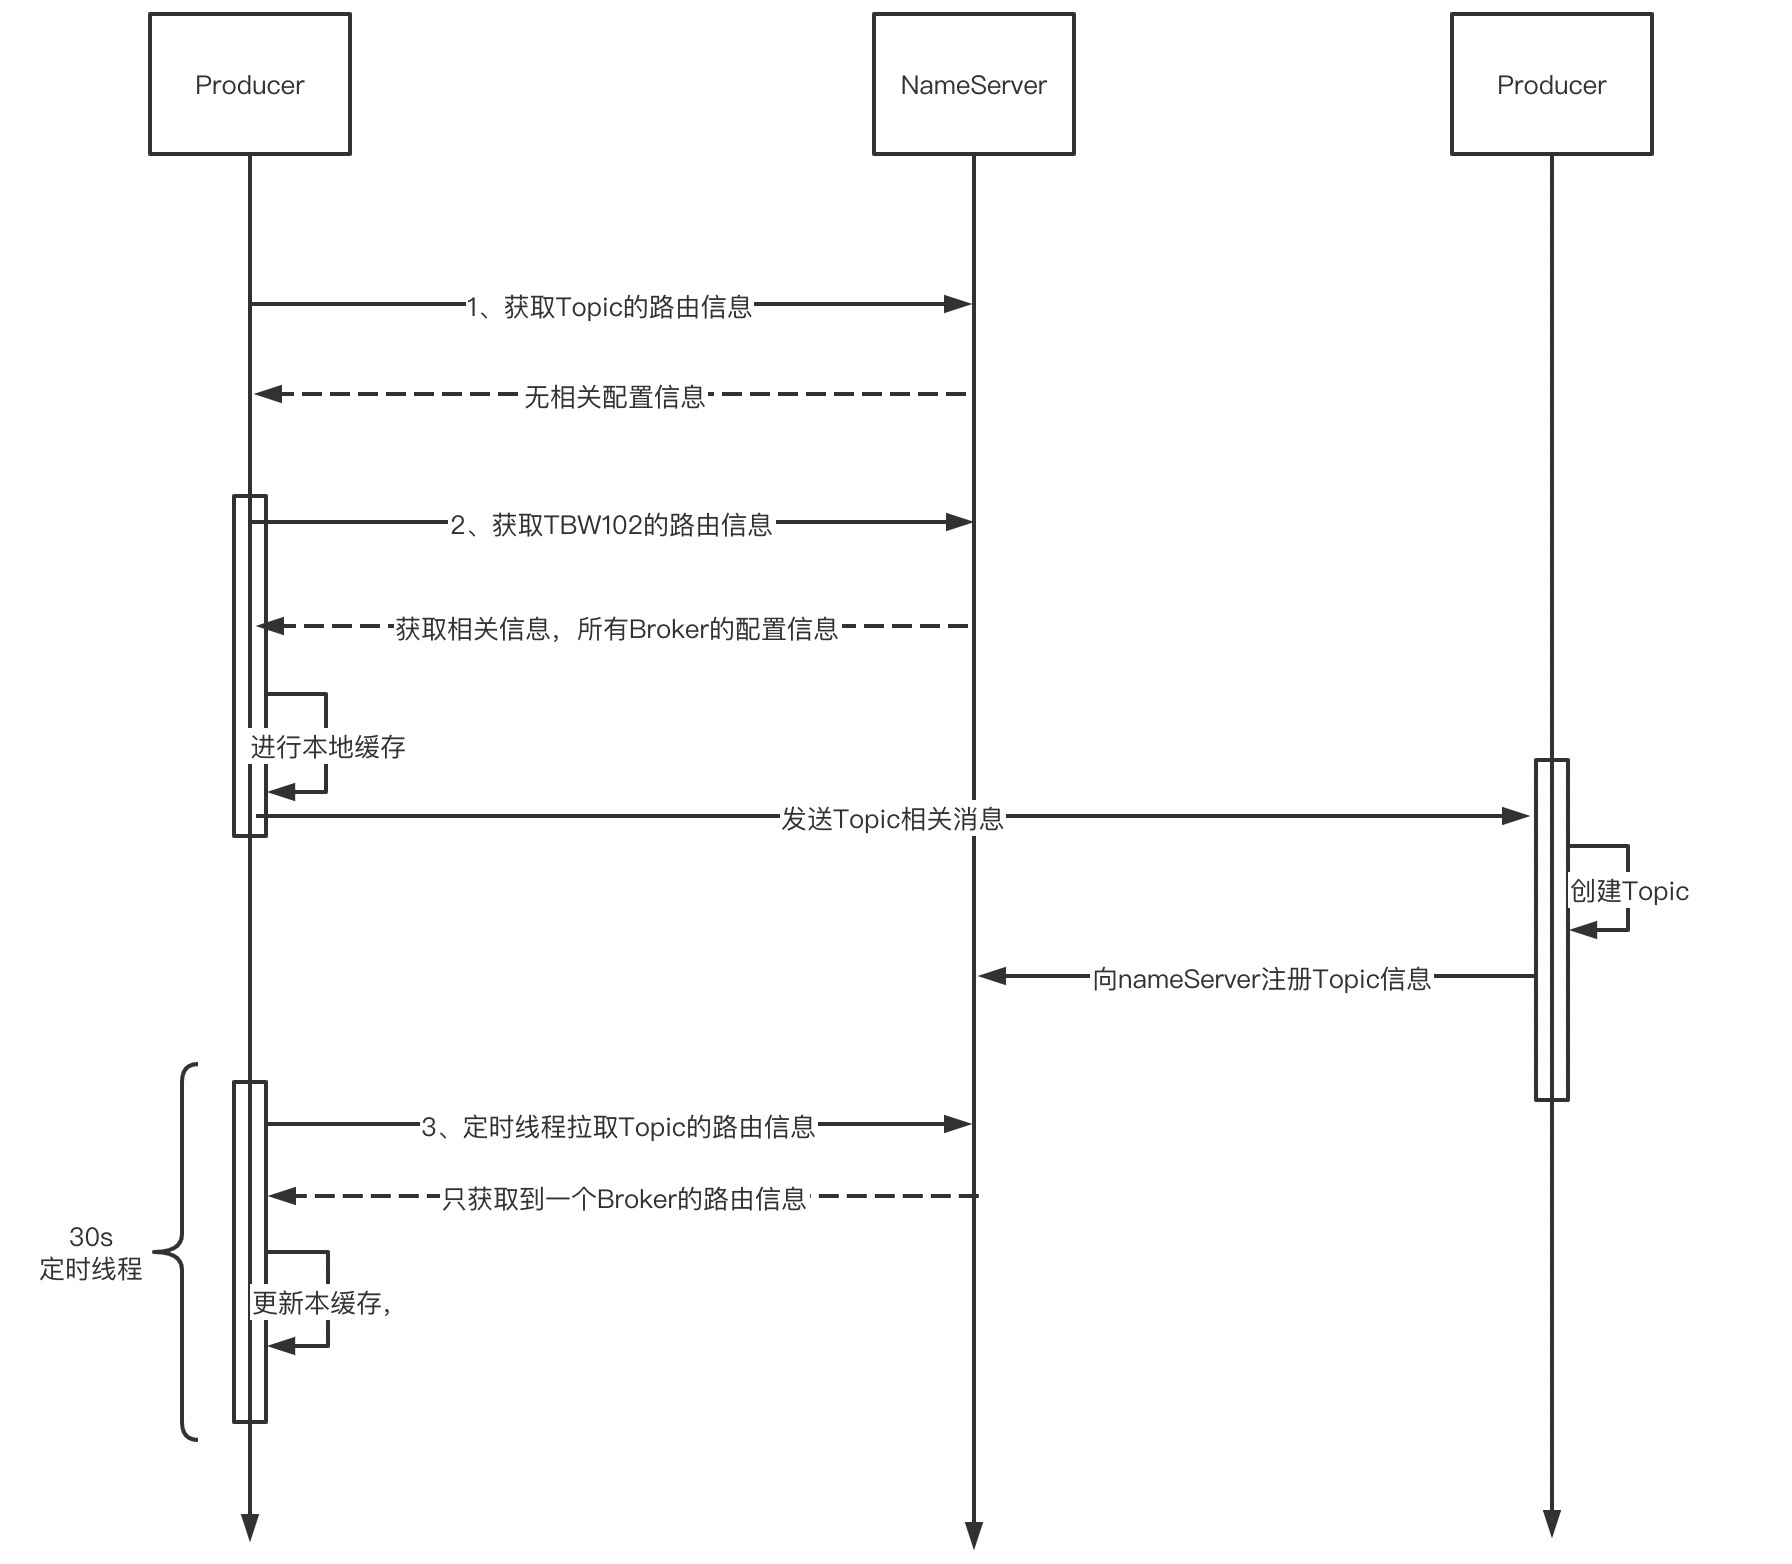 Producer
NameServer
Producer
1、获取Topic的路由信息
无相关配置信息
2、获取TBW102的路由信息
获取相关信息，所有Broker的配置信息
进行本地缓存
发送Topic相关消息
创建Topic
向nameServer注册Topic信息
3、定时线程拉取Topic的路由信息
只获取到一个Broker的路由信息
30s
定时线程
更新本缓存，